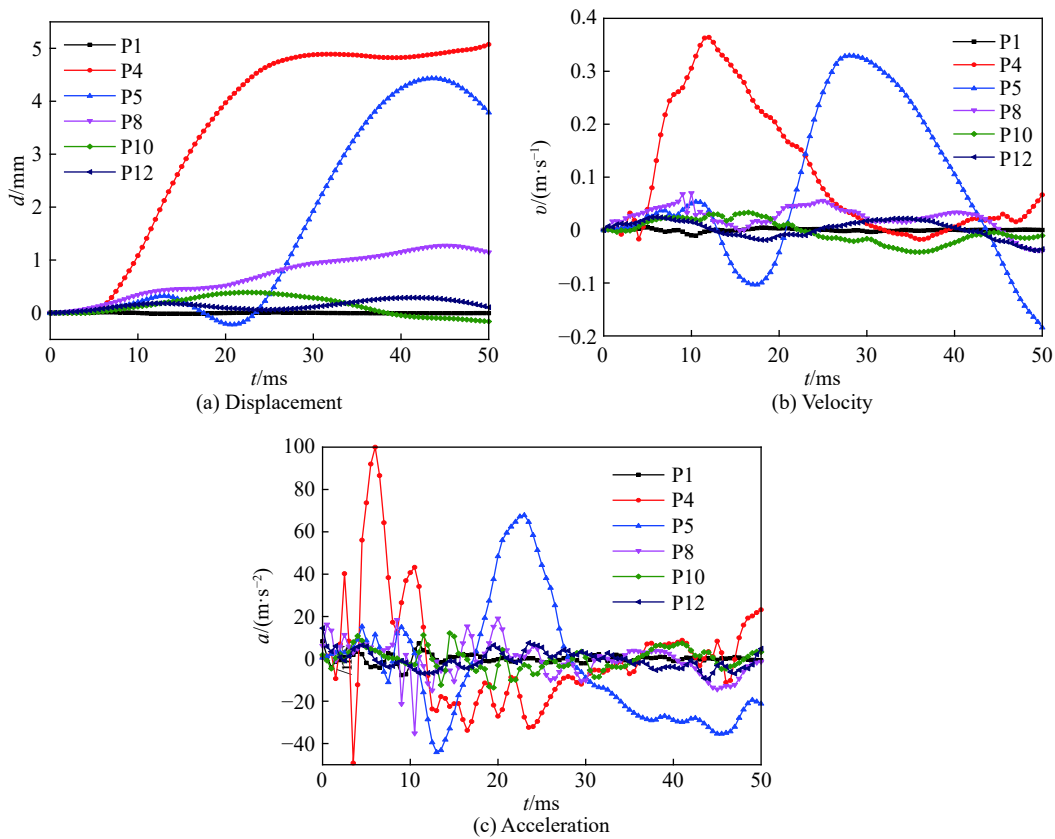 5
4
3
2
1
0
d/mm
P1
P4
P5
P8
P10
P12
0
10
20
30
40
50
t/ms
(a) Displacement
0.4
0.3
0.2
0.1
0
−0.1
−0.2
υ/(m·s⁻¹)
P1
P4
P5
P8
P10
P12
0
10
20
30
40
50
t/ms
(b) Velocity
100
80
60
40
20
0
−20
−40
a/(m·s⁻²)
P1
P4
P5
P8
P10
P12
0
10
20
30
40
50
t/ms
(c) Acceleration